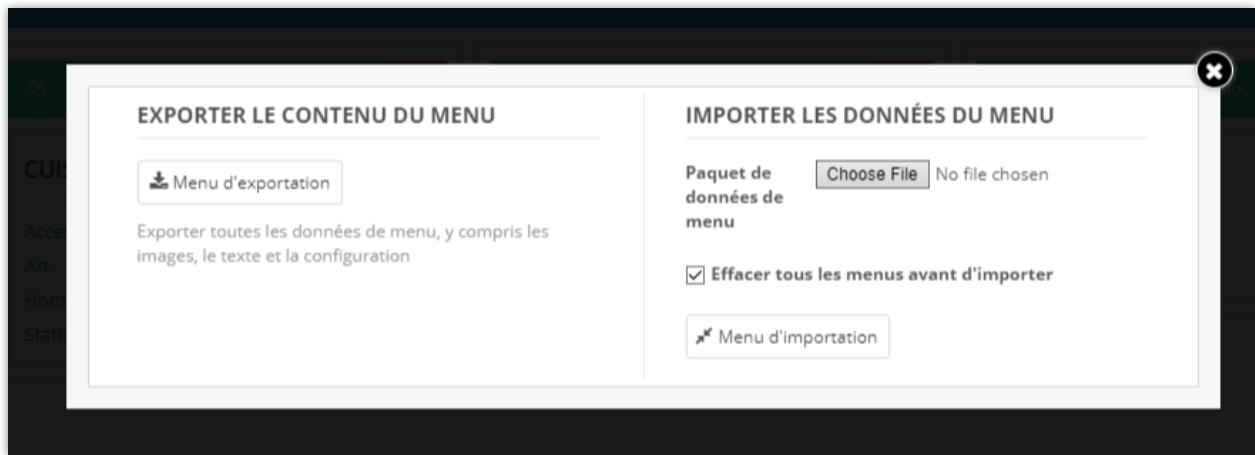 EXPORTER LE CONTENU DU MENU
Menu d'exportation
Exporter toutes les données de menu, y compris les
images, le texte et la configuration
IMPORTER LES DONNÉES DU MENU
Paquet de
données de
menu
Choose File No file chosen
Effacer tous les menus avant d'importer
Menu d'importation
Art